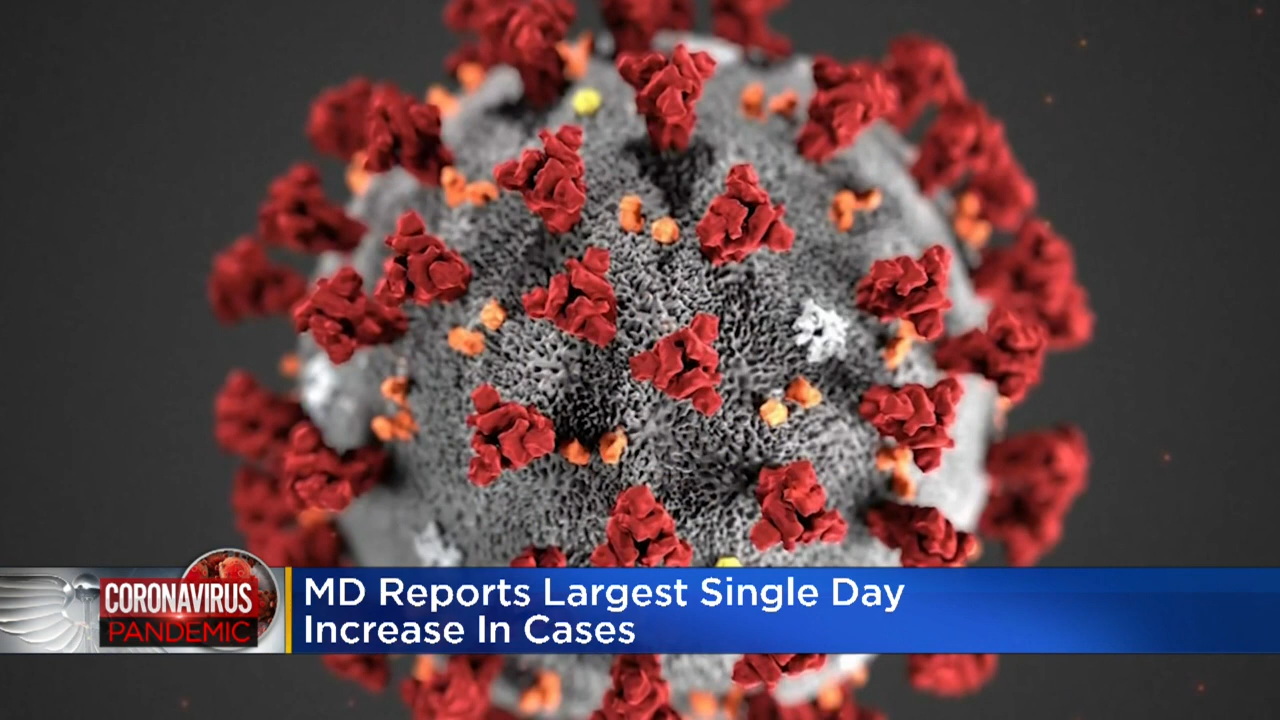 CORONAVIRUS
PANDEMIC
MD Reports Largest Single Day
Increase In Cases